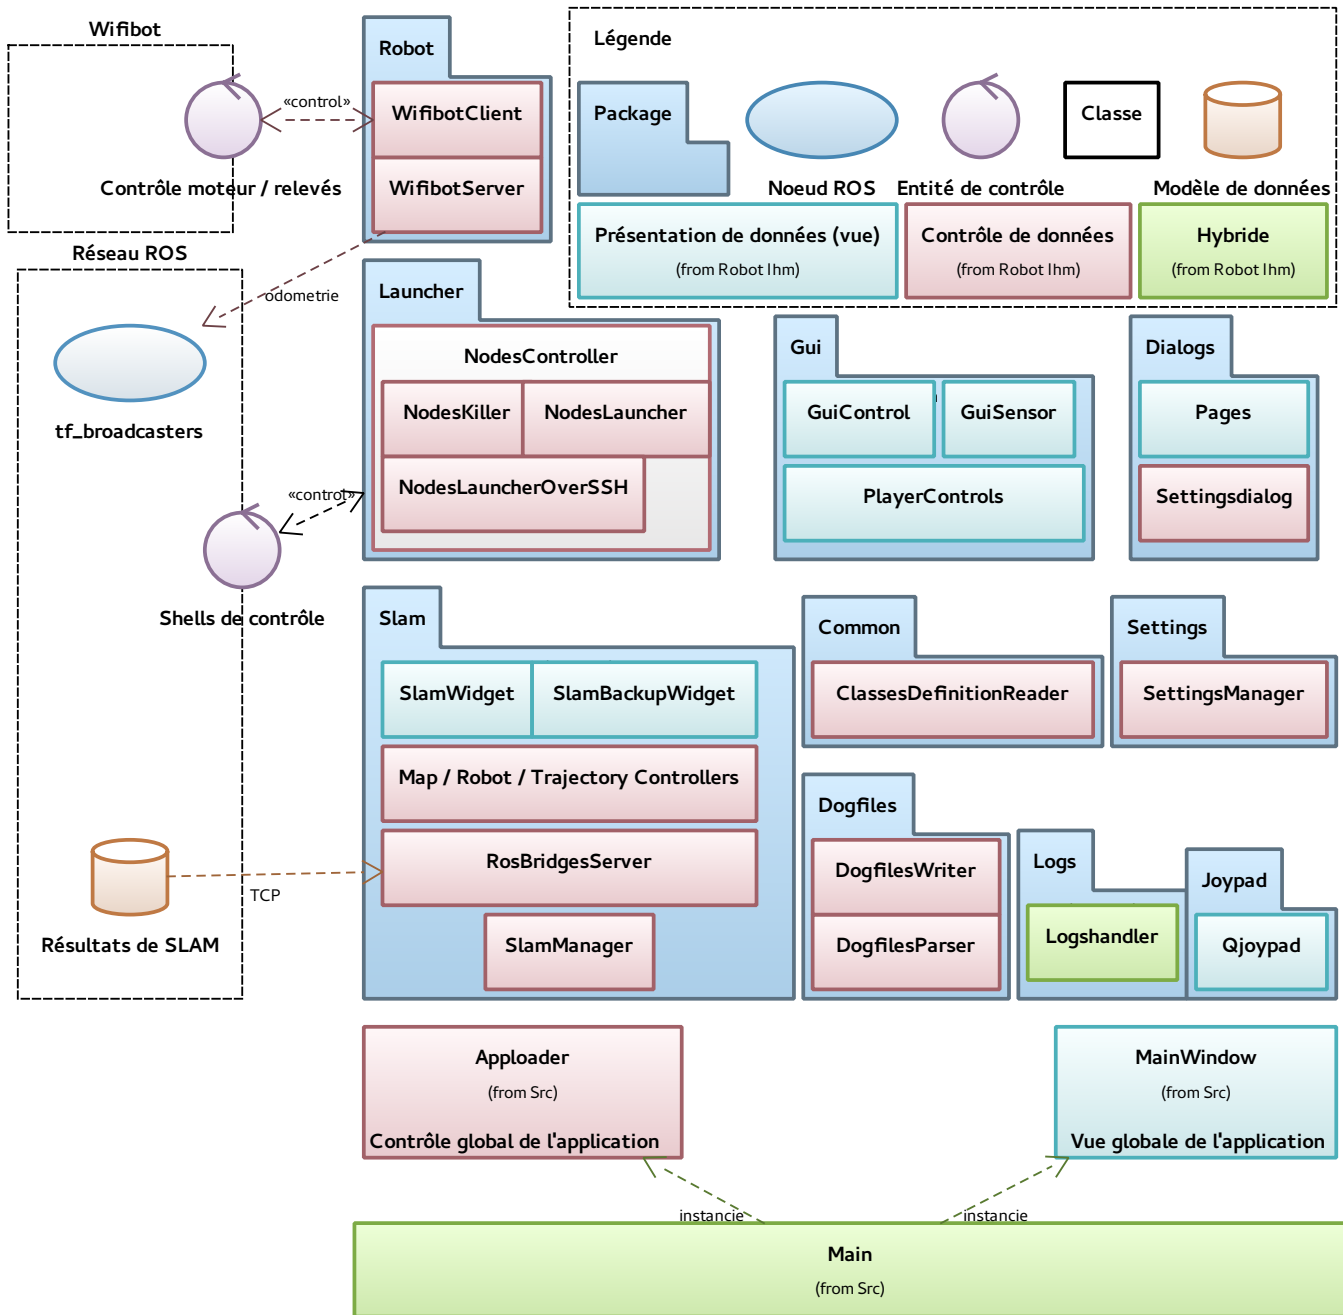 Wifibot
«control»
Contrôle moteur / relevés
Robot
WifibotClient
WifibotServer
Légende
Package
Noeud ROS
Entité de contrôle
Classe
Modèle de données
Présentation de données (vue)
(from Robot Ihm)
Contrôle de données
(from Robot Ihm)
Hybride
(from Robot Ihm)
Réseau ROS
odometrie
tf_broadcasters
«control»
Shells de contrôle
Résultats de SLAM
TCP
Launcher
NodesController
NodesKiller
NodesLauncher
NodesLauncherOverSSH
Gui
GuiControl
GuiSensor
PlayerControls
Dialogs
Pages
Settingsdialog
Slam
SlamWidget
SlamBackupWidget
Map / Robot / Trajectory Controllers
RosBridgesServer
SlamManager
Common
ClassesDefinitionReader
Settings
SettingsManager
Dogfiles
DogfilesWriter
DogfilesParser
Logs
Logshandler
Joypad
Qjoypad
Apploader
(from Src)
Contrôle global de l'application
MainWindow
(from Src)
Vue globale de l'application
instancie
instancie
Main
(from Src)